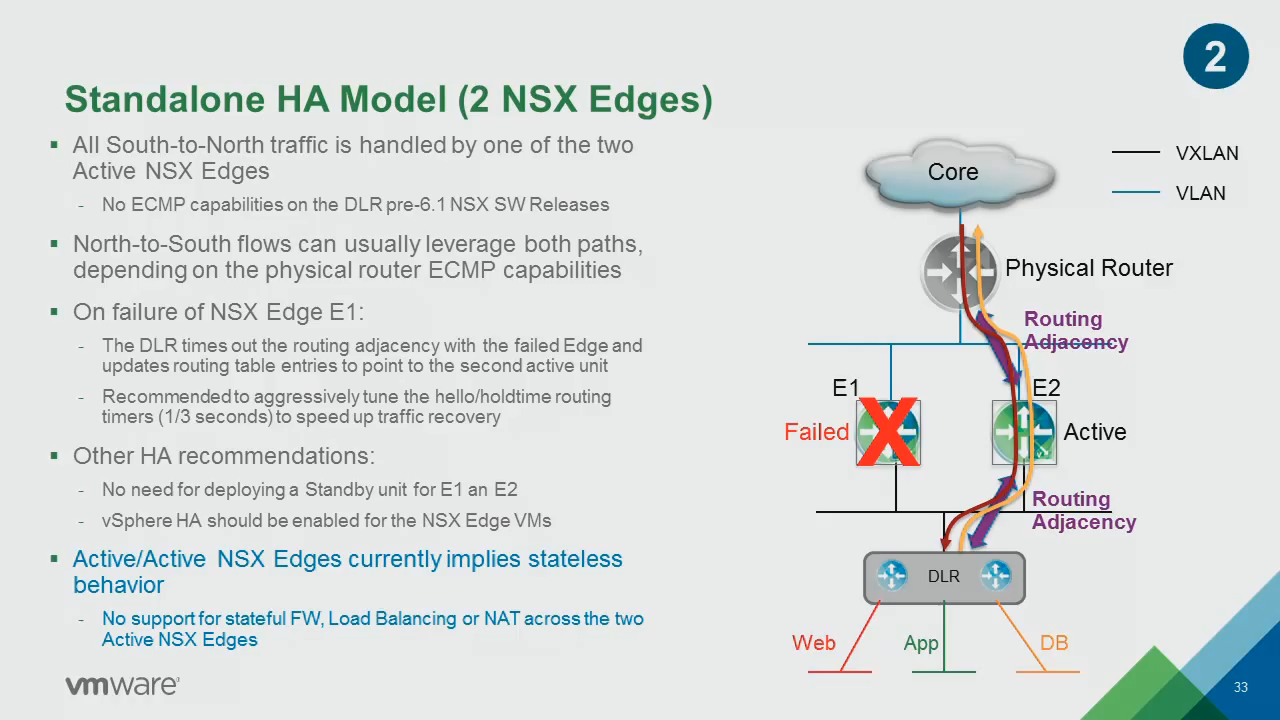 2
Standalone HA Model (2 NSX Edges)
▪ All South-to-North traffic is handled by one of the two
Active NSX Edges
- No ECMP capabilities on the DLR pre-6.1 NSX SW Releases
▪ North-to-South flows can usually leverage both paths,
depending on the physical router ECMP capabilities
▪ On failure of NSX Edge E1:
- The DLR times out the routing adjacency with the failed Edge and
updates routing table entries to point to the second active unit
- Recommended to aggressively tune the hello/holdtime routing
timers (1/3 seconds) to speed up traffic recovery
▪ Other HA recommendations:
- No need for deploying a Standby unit for E1 an E2
- vSphere HA should be enabled for the NSX Edge VMs
▪ Active/Active NSX Edges currently implies stateless
behavior
- No support for stateful FW, Load Balancing or NAT across the two
Active NSX Edges
Core
VXLAN
VLAN
Physical Router
Routing
Adjacency
E1
E2
Failed
X
Active
Routing
Adjacency
DLR
Web
App
DB
vmware
33